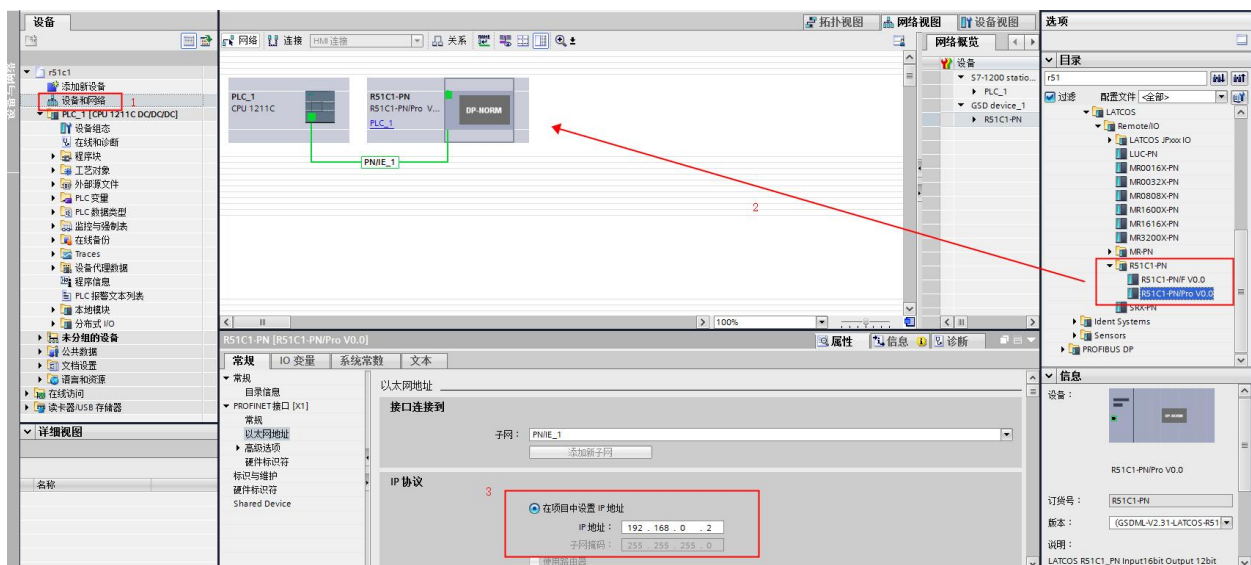 设备
拓扑视图
网络视图
设备视图
选项
网络
连接
HMI 连接
关系
网络概览
目录
r51
过滤
配置文件
<全部>
r51c1
添加新设备
设备和网络
1
PLC_1 [CPU 1211C DC/DC/DC]
设备组态
在线和诊断
程序块
工艺对象
外部源文件
PLC 变量
PLC 数据类型
监控与强制表
在线备份
Traces
设备代理数据
程序信息
PLC 报警文本列表
本地模块
分布式 I/O
未分组的设备
公共数据
文档设置
语言和资源
在线访问
读卡器/USB 存储器
详细视图
名称
PLC_1
CPU 1211C
R51C1-PN
R51C1-PN/Pro V...
PLC_1
DP-NORM
PN/IE_1
2
100%
设备
S7-1200 statio...
PLC_1
GSD device_1
R51C1-PN
LATCOS
Remote/IO
LATCOS JPxxx IO
LUC-PN
MR0016X-PN
MR0032X-PN
MR0808X-PN
MR1600X-PN
MR1616X-PN
MR3200X-PN
MR-PN
R51C1-PN
R51C1-PN/F V0.0
R51C1-PN/Pro V0.0
SRX-PN
Ident Systems
Sensors
PROFIBUS DP
R51C1-PN [R51C1-PN/Pro V0.0]
属性
信息
诊断
常规
IO 变量
系统常数
文本
常规
目录信息
PROFINET接口 [X1]
常规
以太网地址
高级选项
硬件标识符
标识与维护
硬件标识符
Shared Device
以太网地址
接口连接到
子网：
PN/IE_1
添加新子网
IP 协议
3
在项目中设置 IP 地址
IP 地址：
192 . 168 . 0 . 2
子网掩码：
255 . 255 . 255 . 0
使用路由器
信息
设备：
R51C1-PN/Pro V0.0
订货号：
R51C1-PN
版本：
(GSDML-V2.31-LATCOS-R51
说明：
LATCOS R51C1_PN Input16bit Output 12bit